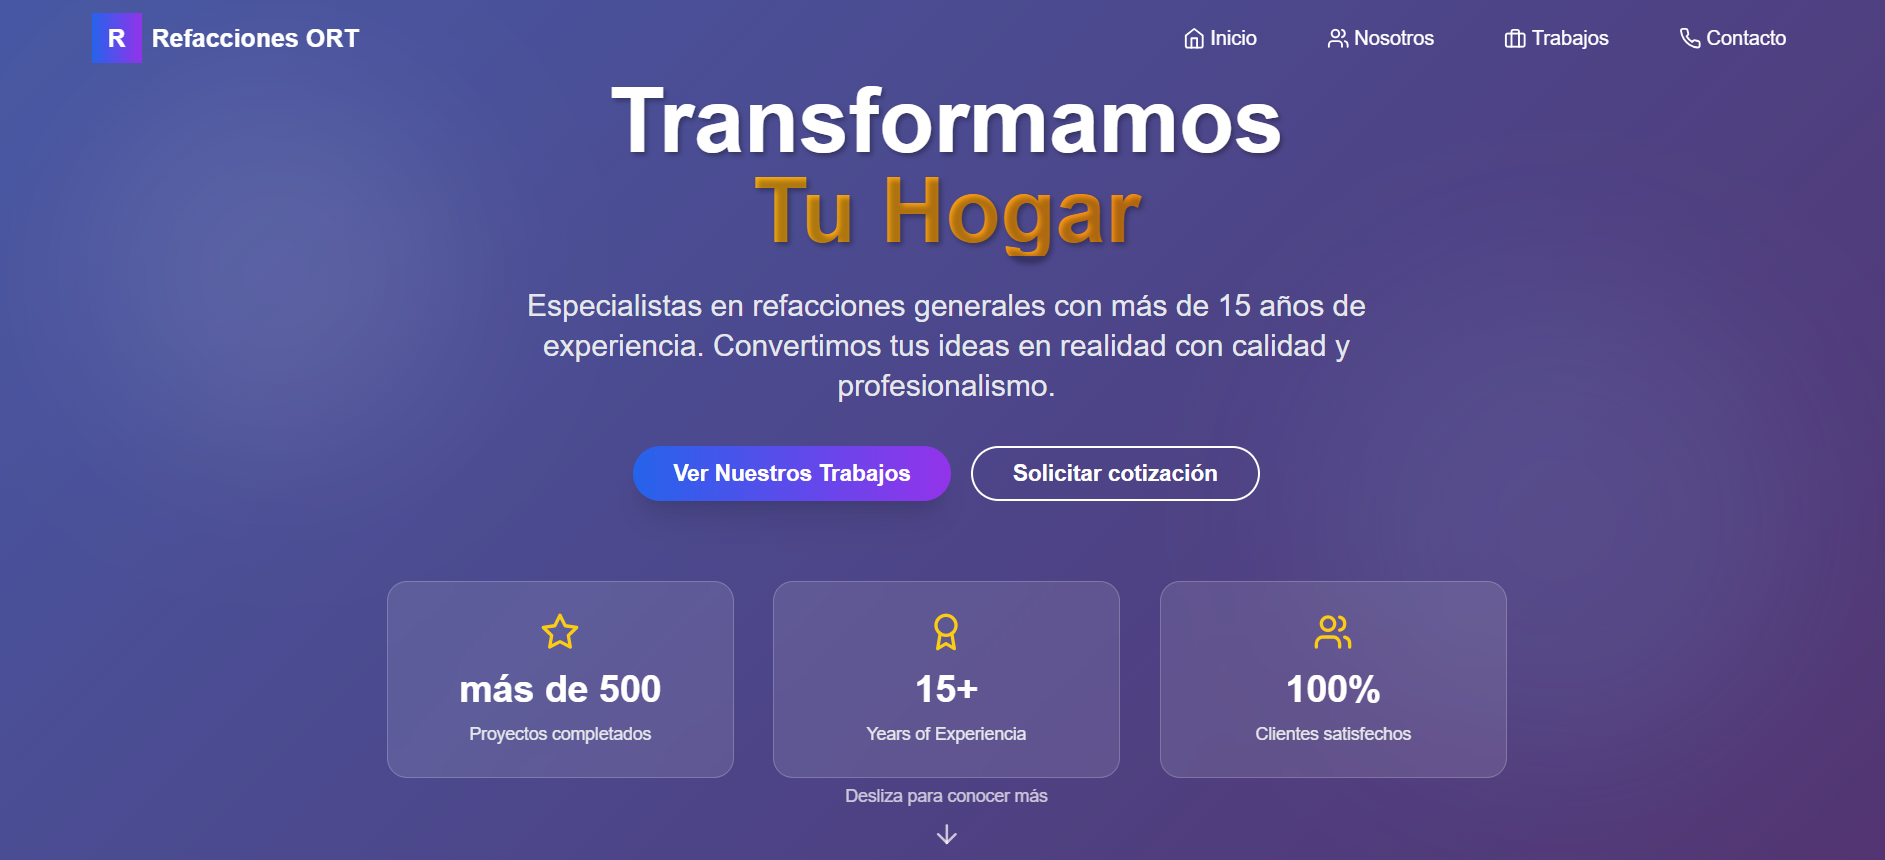 R Refacciones ORT
Inicio
Nosotros
Trabajos
Contacto
Transformamos
Tu Hogar
Especialistas en refacciones generales con más de 15 años de
experiencia. Convertimos tus ideas en realidad con calidad y
profesionalismo.
Ver Nuestros Trabajos
Solicitar cotización
más de 500
Proyectos completados
15+
Years of Experiencia
100%
Clientes satisfechos
Desliza para conocer más